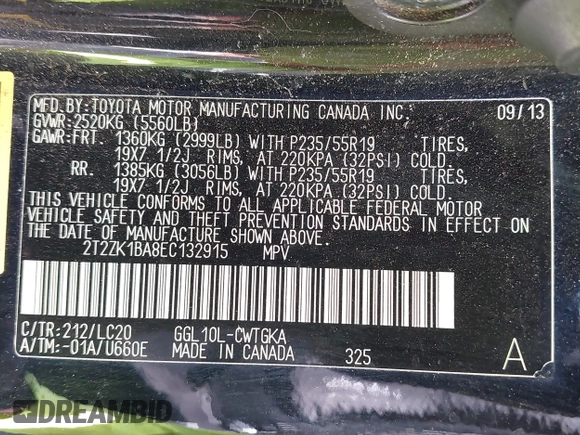 MFD.BY:TOYOTA MOTOR MANUFACTURING CANADA INC. 09/13
GVWR:2520KG (5560LB)
GAWR:FRT. 1360KG (2999LB) WITH P235/55R19 TIRES,
19X7 1/2J RIMS, AT 220KPA (32PSI) COLD.
RR. 1385KG (3056LB) WITH P235/55R19 TIRES,
19X7 1/2J RIMS, AT 220KPA (32PSI) COLD.
THIS VEHICLE CONFORMS TO ALL APPLICABLE FEDERAL MOTOR
VEHICLE SAFETY AND THEFT PREVENTION STANDARDS IN EFFECT ON
THE DATE OF MANUFACTURE SHOWN ABOVE.
2T2ZK1BA8EC132915 MPV
C/TR:212/LC20 GGL10L-CWTGKA
A/TM:-01A/U660E MADE IN CANADA 325 A
DREAMBID